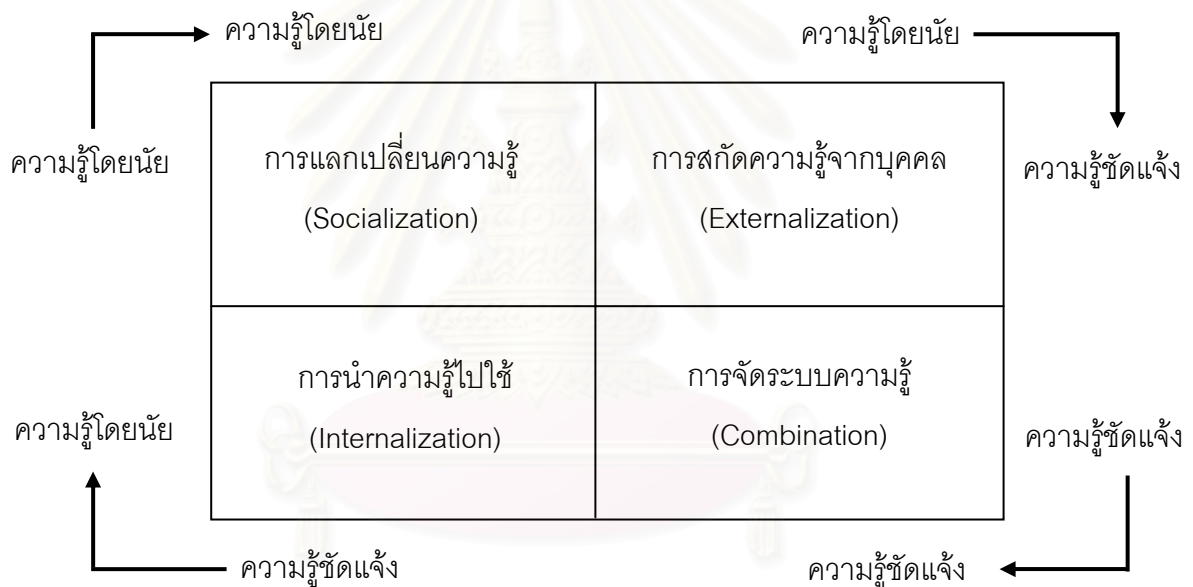 ความรู้โดยนัย
ความรู้โดยนัย
ความรู้โดยนัย
การแลกเปลี่ยนความรู้
(Socialization)
การสกัดความรู้จากบุคคล
(Externalization)
ความรู้ชัดแจ้ง
ความรู้โดยนัย
การนำความรู้ไปใช้
(Internalization)
การจัดระบบความรู้
(Combination)
ความรู้ชัดแจ้ง
ความรู้ชัดแจ้ง
ความรู้ชัดแจ้ง